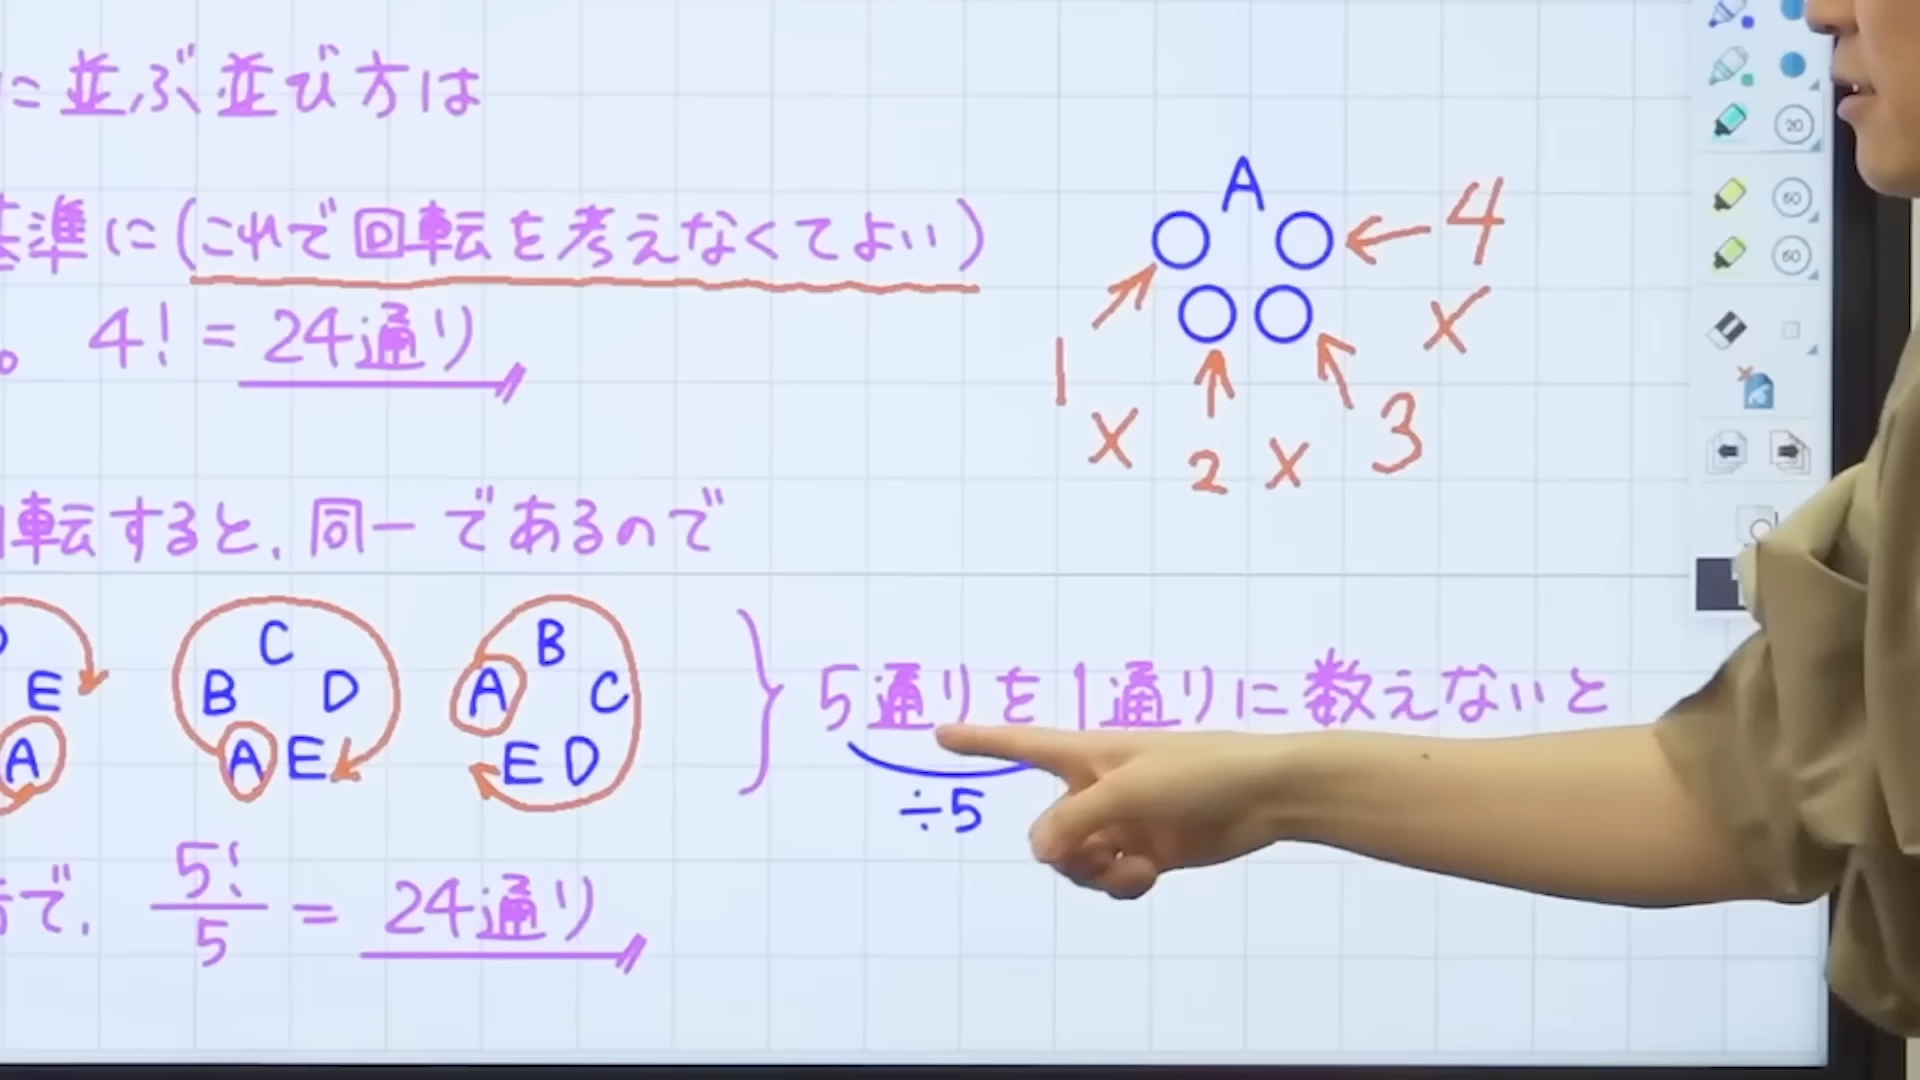 に並ぶ並び方は
基準に(これで回転を考えなくてよい)
。 4! = 24通り
A
4
×
3
×
2
×
1
回転すると、同一であるので
E
A
C
B D
A E
B
A C
E D
5通りを1通りに数えないと
÷5
で、 5!/5 = 24通り
20
60
60